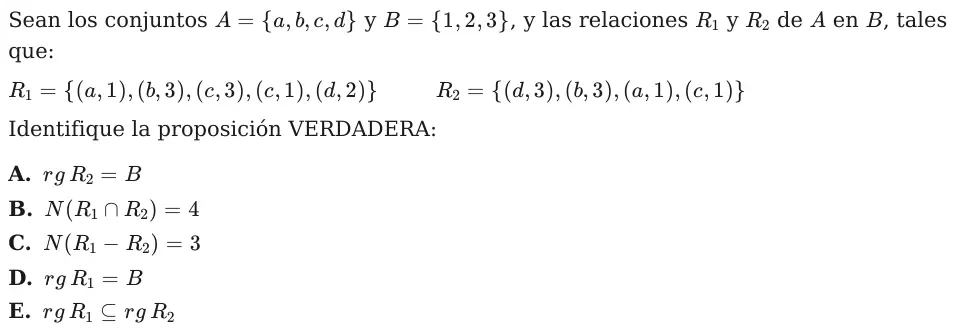 Sean los conjuntos A = {a, b, c, d} y B = {1, 2, 3}, y las relaciones R₁ y R₂ de A en B, tales
que:
R₁ = {(a, 1), (b, 3), (c, 3), (c, 1), (d, 2)} R₂ = {(d, 3), (b, 3), (a, 1), (c, 1)}
Identifique la proposición VERDADERA:
A. rg R₂ = B
B. N(R₁ ∩ R₂) = 4
C. N(R₁ − R₂) = 3
D. rg R₁ = B
E. rg R₁ ⊆ rg R₂